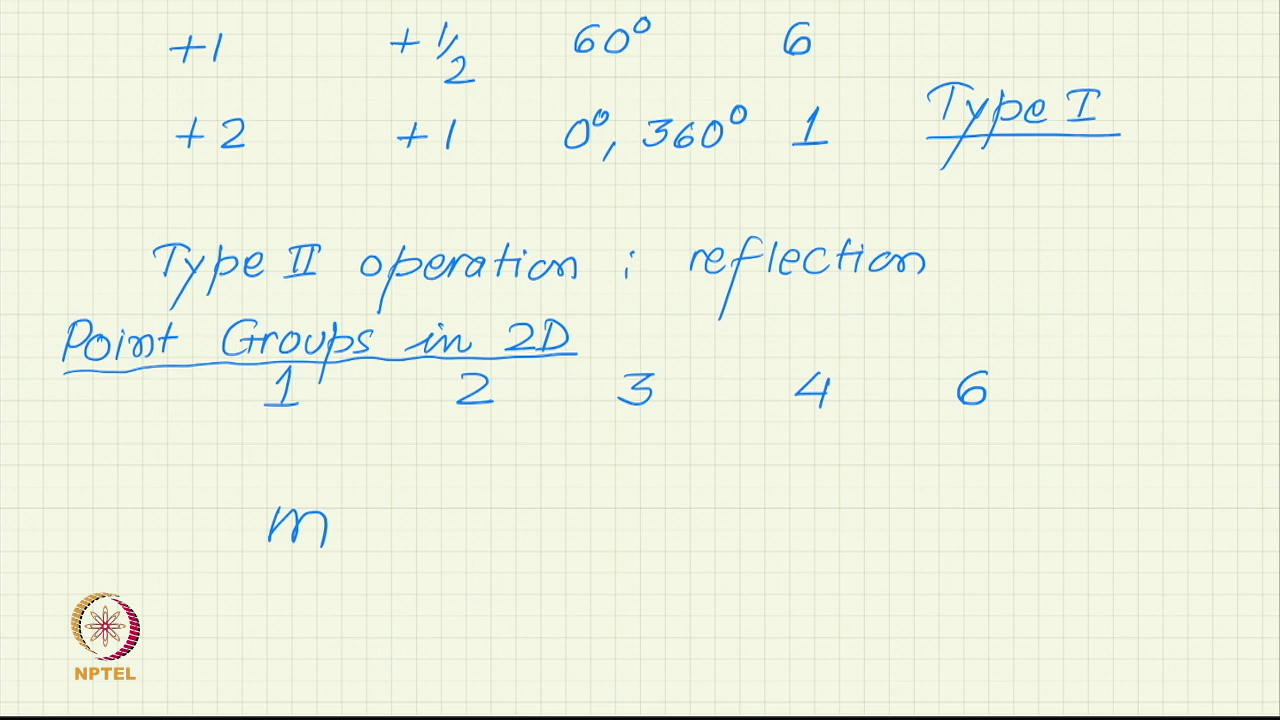 +1 +1/2 60° 6
+2 +1 0°, 360° 1 Type I
Type II operation : reflection
Point Groups in 2D
1 2 3 4 6
m
NPTEL